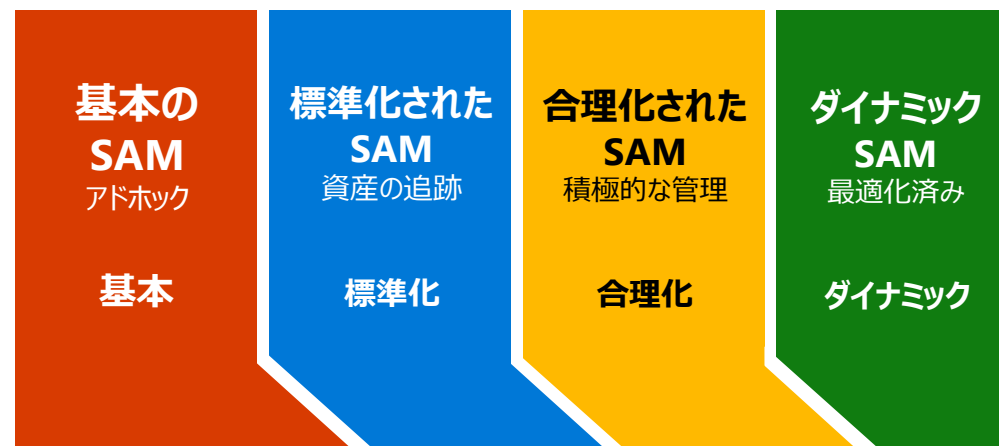 基本の
SAM
アドホック
基本
標準化された
SAM
資産の追跡
標準化
合理化された
SAM
積極的な管理
合理化
ダイナミック
SAM
最適化済み
ダイナミック